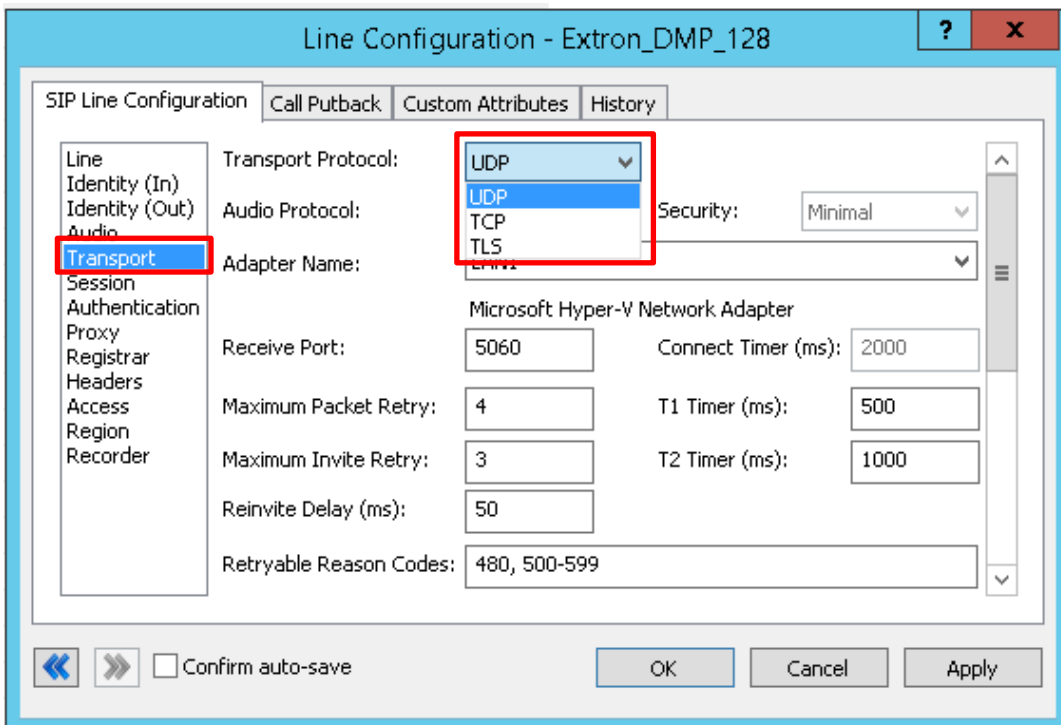 Line Configuration - Extron_DMP_128
? x
SIP Line Configuration Call Putback Custom Attributes History
Line
Identity (In)
Identity (Out)
Audio
Transport
Session
Authentication
Proxy
Registrar
Headers
Access
Region
Recorder
Transport Protocol: UDP
UDP
TCP
TLS
Audio Protocol: Security: Minimal
Adapter Name: LAN1
Microsoft Hyper-V Network Adapter
Receive Port: 5060 Connect Timer (ms): 2000
Maximum Packet Retry: 4 T1 Timer (ms): 500
Maximum Invite Retry: 3 T2 Timer (ms): 1000
Reinvite Delay (ms): 50
Retryable Reason Codes: 480, 500-599
Confirm auto-save OK Cancel Apply